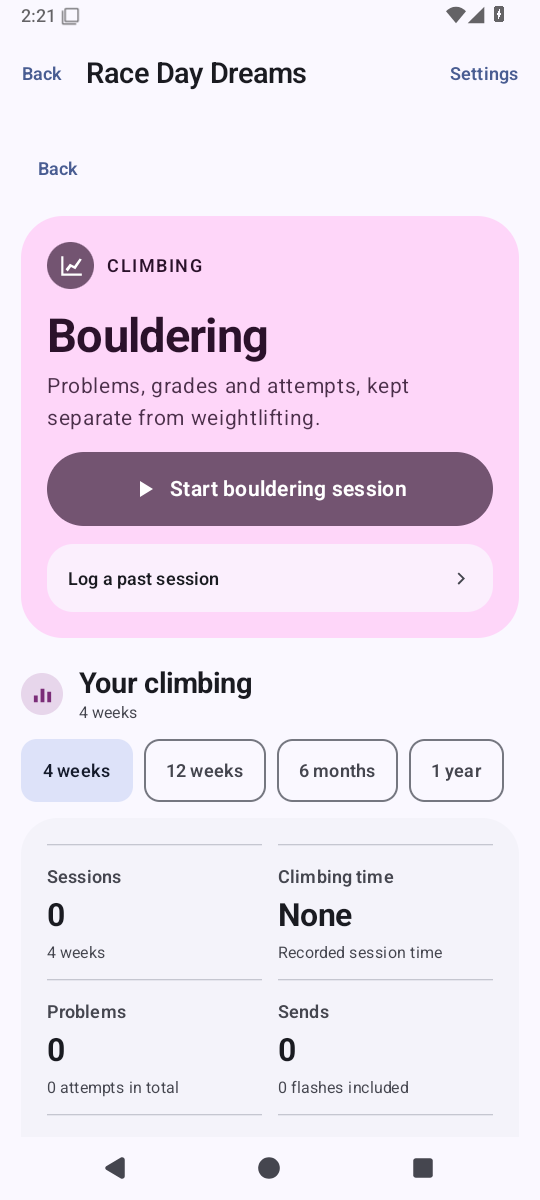 2:21
Back Race Day Dreams Settings
Back
CLIMBING
Bouldering
Problems, grades and attempts, kept
separate from weightlifting.
Start bouldering session
Log a past session
Your climbing
4 weeks
4 weeks 12 weeks 6 months 1 year
Sessions Climbing time
0 None
4 weeks Recorded session time
Problems Sends
0 0
0 attempts in total 0 flashes included